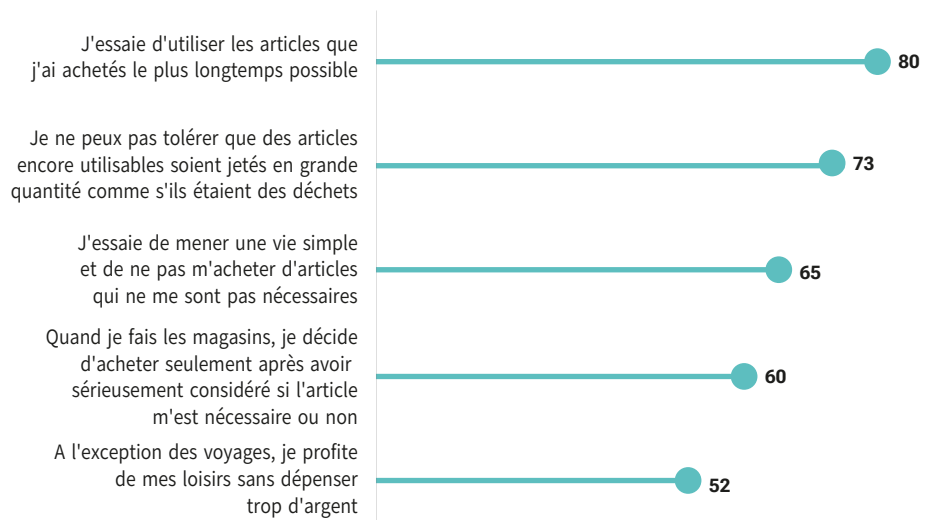 J'essaie d'utiliser les articles que
j'ai achetés le plus longtemps possible
80
Je ne peux pas tolérer que des articles
encore utilisables soient jetés en grande
quantité comme s'ils étaient des déchets
73
J'essaie de mener une vie simple
et de ne pas m'acheter d'articles
qui ne me sont pas nécessaires
65
Quand je fais les magasins, je décide
d'acheter seulement après avoir
sérieusement considéré si l'article
m'est nécessaire ou non
60
A l'exception des voyages, je profite
de mes loisirs sans dépenser
trop d'argent
52